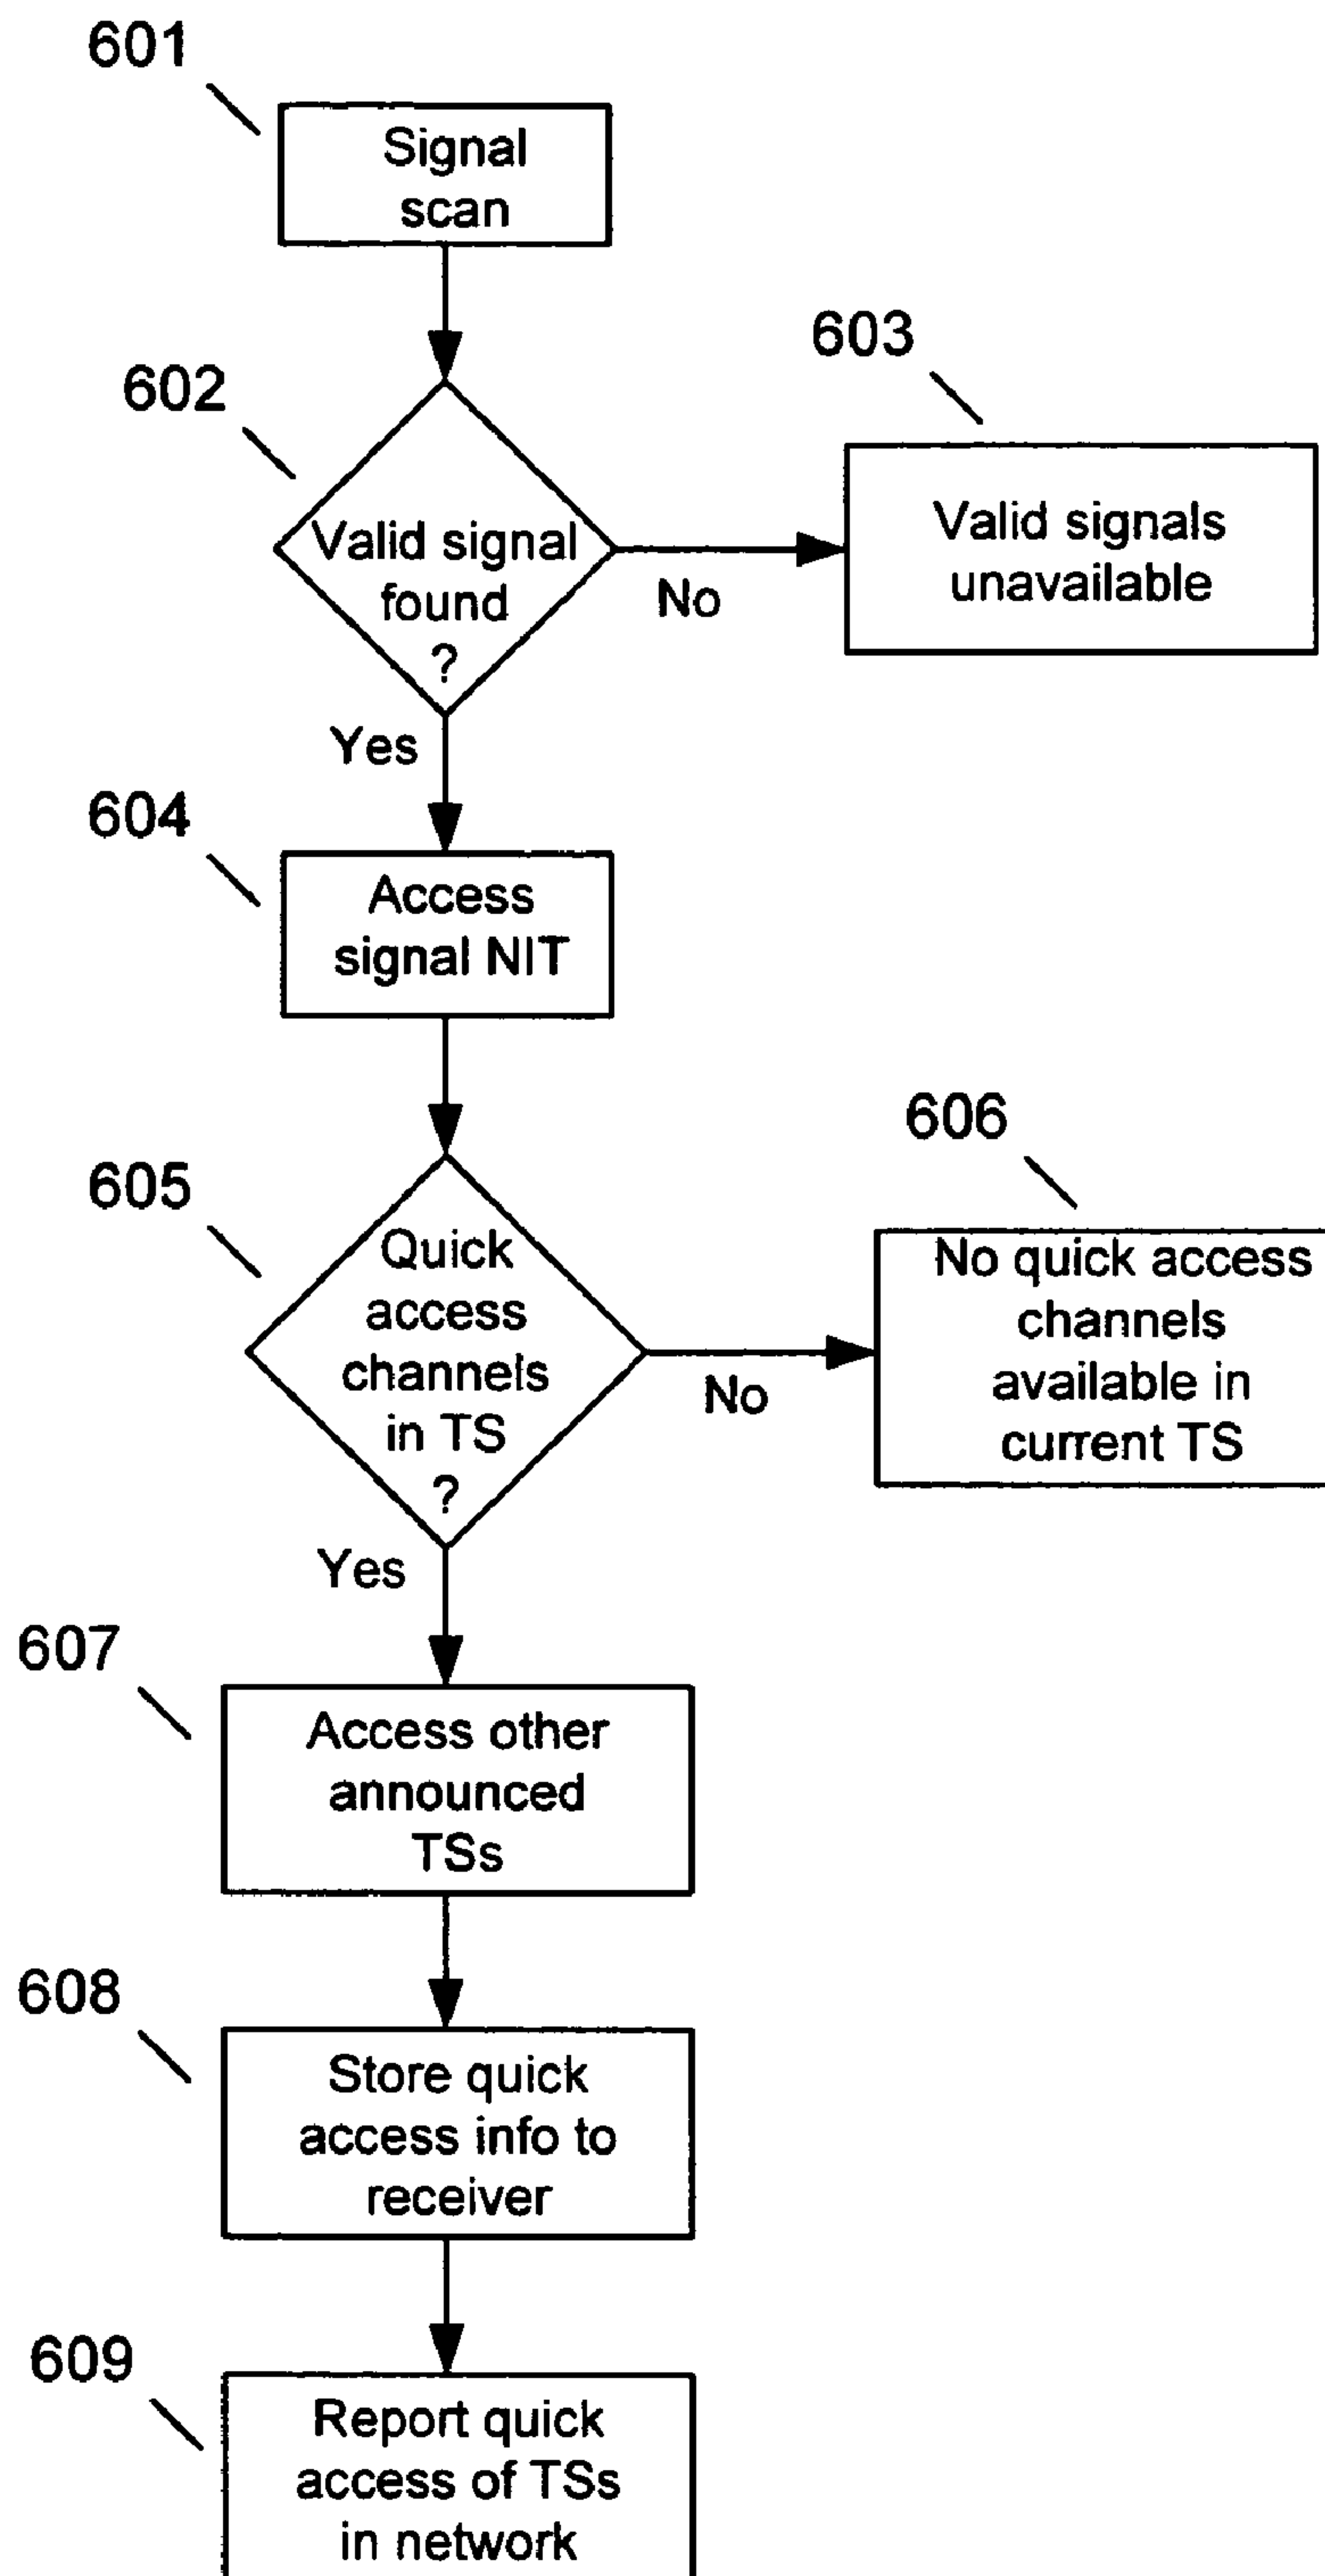 601
Signal
scan
602
603
Valid signal
found
?
No
Valid signals
unavailable
Yes
604
Access
signal NIT
605
606
Quick
access
channels
in TS
?
No
No quick access
channels
available in
current TS
Yes
607
Access other
announced
TSs
608
Store quick
access info to
receiver
609
Report quick
access of TSs
in network